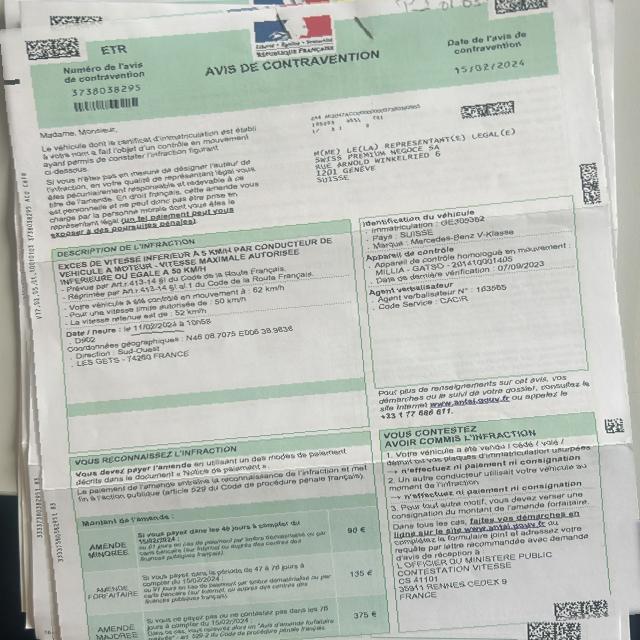 ETR
Numéro de l'avis
de contravention
3738038295
Liberté • Égalité • Fraternité
RÉPUBLIQUE FRANÇAISE
AVIS DE CONTRAVENTION
Date de l'avis de
contravention
15/02/2024
Madame, Monsieur,
Le véhicule dont le certificat d'immatriculation est établi
à votre nom a fait l'objet d'un contrôle en mouvement
ayant permis de constater l'infraction figurant
ci-dessous.
Si vous n'êtes pas en mesure de désigner l'auteur de
l'infraction, en votre qualité de représentant légal vous
êtes pécuniairement responsable et redevable à ce
titre de l'amende. En droit français, cette amende vous
est personnelle et ne peut donc pas être prise en
charge par la personne morale dont vous êtes le
représentant légal (un tel paiement peut vous
exposer à des poursuites pénales).
M(ME) LE(LA) REPRESENTANT(E) LEGAL(E)
SWISS PREMIUM NEGOCE SA
RUE ARNOLD WINKELRIED 6
1201 GENEVE
SUISSE
DESCRIPTION DE L'INFRACTION
EXCES DE VITESSE INFERIEUR A 5 KM/H PAR CONDUCTEUR DE
VEHICULE A MOTEUR - VITESSE MAXIMALE AUTORISEE
INFERIEURE OU EGALE A 50 KM/H
- Prévue par Art.r.413-14 §I du Code de la Route Français.
- Réprimée par Art.r.413-14 §I al.1 du Code de la Route Français.
- Votre véhicule a été contrôlé en mouvement à : 62 km/h
- Pour une vitesse limite autorisée de : 50 km/h
- La vitesse retenue est de : 52 km/h
Date / heure : le 11/02/2024 à 10h58
- D902
Coordonnées géographiques :
- Direction : Sud-Ouest
- LES GETS - 74260 FRANCE
Identification du véhicule
- Immatriculation :
- Pays : SUISSE
- Marque : Mercedes-Benz V-Klasse
Appareil de contrôle
- Appareil de contrôle homologué en mouvement :
MILLIA - GATSO - 20141001405
- Date de dernière vérification : 07/09/2023
Agent verbalisateur
- Agent verbalisateur N° : 163565
- Code Service : CACIR
Pour plus de renseignements sur cet avis, vos
démarches ou le suivi de votre dossier, consultez le
site Internet www.antai.gouv.fr ou appelez le
+33 1 77 686 611.
VOUS RECONNAISSEZ L'INFRACTION
Vous devez payer l'amende en utilisant un des modes de paiement
décrits dans le document « Notice de paiement ».
Le paiement de l'amende entraîne la reconnaissance de l'infraction et met
fin à l'action publique (article 529 du Code de procédure pénale français).
Montant de l'amende :
AMENDE
MINOREE
Si vous payez dans les 46 jours à compter du
15/02/2024 :
90 €
AMENDE
FORFAITAIRE
Si vous payez dans la période de 47 à 76 jours à
compter du 15/02/2024 :
135 €
AMENDE
MAJOREE
Si vous ne payez pas ou ne contestez pas dans les 76
jours à compter du 15/02/2024 :
375 €
VOUS CONTESTEZ
AVOIR COMMIS L'INFRACTION
1. Votre véhicule a été vendu / cédé / volé /
détruit ou vos plaques d'immatriculation usurpées
→ n'effectuez ni paiement ni consignation
2. Un autre conducteur utilisait votre véhicule au
moment de l'infraction
→ n'effectuez ni paiement ni consignation
3. Pour tout autre motif, vous devez verser une
consignation du montant de l'amende forfaitaire.
Dans tous les cas, faites vos démarches en
ligne sur le site www.antai.gouv.fr ou
complétez le formulaire joint et adressez votre
requête par lettre recommandée avec demande
d'avis de réception à
L'OFFICIER DU MINISTERE PUBLIC
CONTESTATION VITESSE
CS 41101
35911 RENNES CEDEX 9
FRANCE